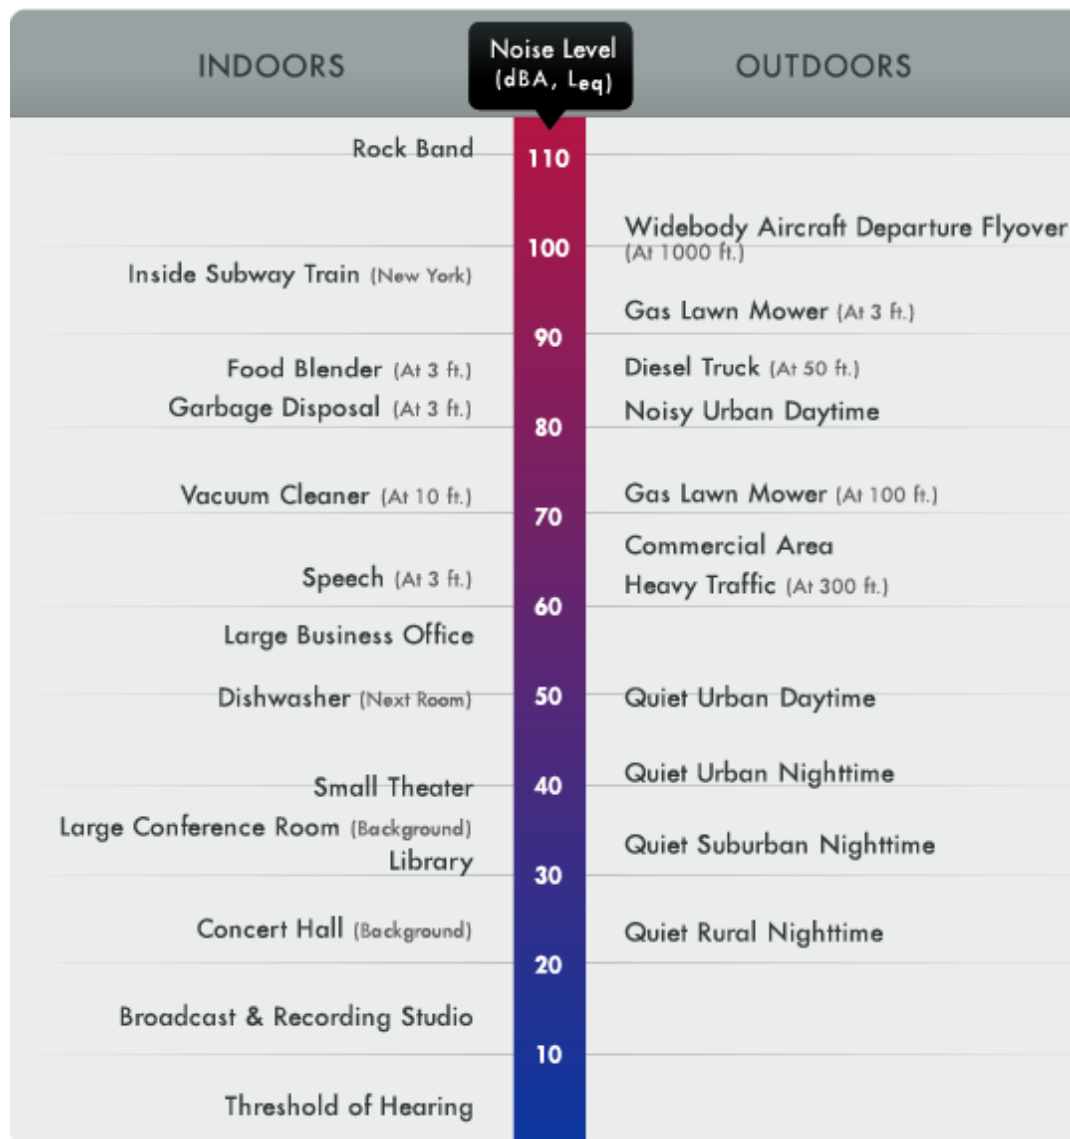 INDOORS
Noise Level
(dBA, Leq)
OUTDOORS
Rock Band
110
Widebody Aircraft Departure Flyover
(At 1000 ft.)
100
Inside Subway Train (New York)
Gas Lawn Mower (At 3 ft.)
90
Food Blender (At 3 ft.)
Diesel Truck (At 50 ft.)
Garbage Disposal (At 3 ft.)
Noisy Urban Daytime
80
Vacuum Cleaner (At 10 ft.)
Gas Lawn Mower (At 100 ft.)
70
Commercial Area
Speech (At 3 ft.)
Heavy Traffic (At 300 ft.)
60
Large Business Office
Dishwasher (Next Room)
50
Quiet Urban Daytime
Quiet Urban Nighttime
Small Theater
40
Large Conference Room (Background)
Quiet Suburban Nighttime
Library
30
Concert Hall (Background)
Quiet Rural Nighttime
20
Broadcast & Recording Studio
10
Threshold of Hearing